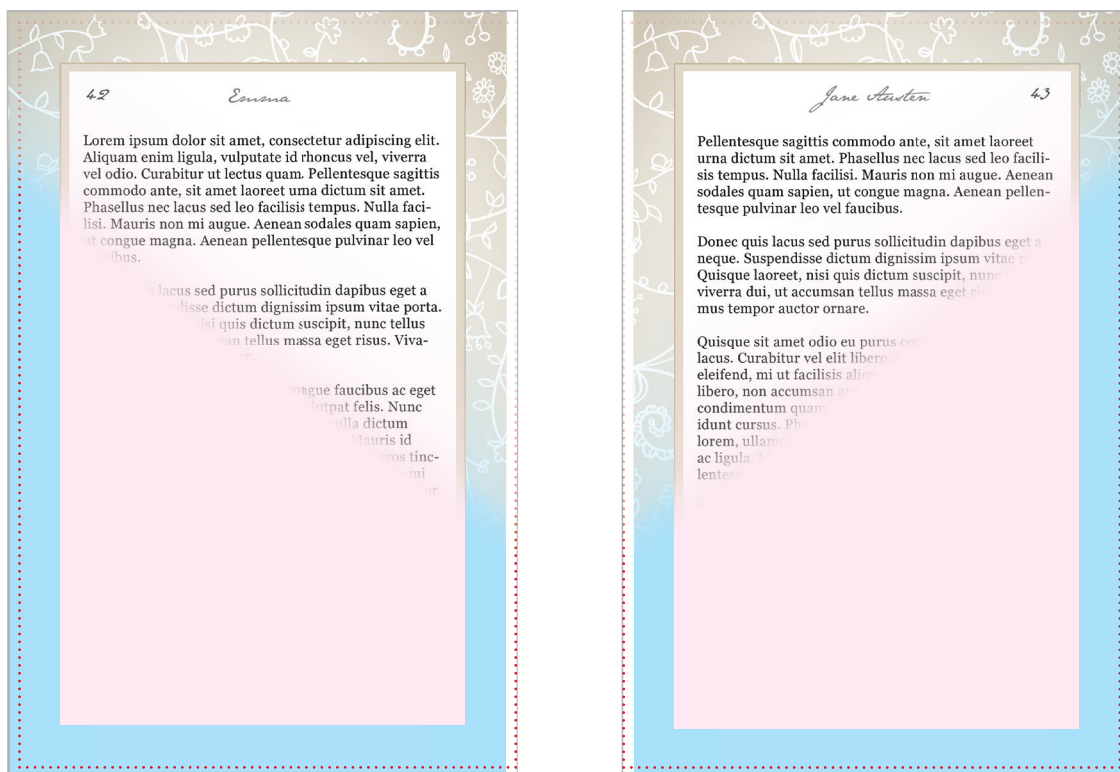 42
Emma
Lorem ipsum dolor sit amet, consectetur adipiscing elit.
Aliquam enim ligula, vulputate id rhoncus vel, viverra
vel odio. Curabitur ut lectus quam. Pellentesque sagittis
commodo ante, sit amet laoreet urna dictum sit amet.
Phasellus nec lacus sed leo facilisis tempus. Nulla faci-
lisi. Mauris non mi augue. Aenean sodales quam sapien,
ut congue magna. Aenean pellentesque pulvinar leo vel
lacus sed purus sollicitudin dapibus eget a
dictum dignissim ipsum vitae porta.
quis dictum suscipit, nunc tellus
tellus massa eget risus. Viva-
congue faucibus ac eget
felis. Nunc
dictum
Mauris id
eros tinc-
mi
Jane Austen
43
Pellentesque sagittis commodo ante, sit amet laoreet
urna dictum sit amet. Phasellus nec lacus sed leo facili-
sis tempus. Nulla facilisi. Mauris non mi augue. Aenean
sodales quam sapien, ut congue magna. Aenean pellen-
tesque pulvinar leo vel faucibus.
Donec quis lacus sed purus sollicitudin dapibus eget a
neque. Suspendisse dictum dignissim ipsum vitae
Quisque laoreet, nisi quis dictum suscipit, nunc
viverra dui, ut accumsan tellus massa eget
mus tempor auctor ornare.
Quisque sit amet odio eu purus
lacus. Curabitur vel elit libero.
eleifend, mi ut facilisis
libero, non accumsan
condimentum quam
idunt cursus.
lorem,
ac ligula.